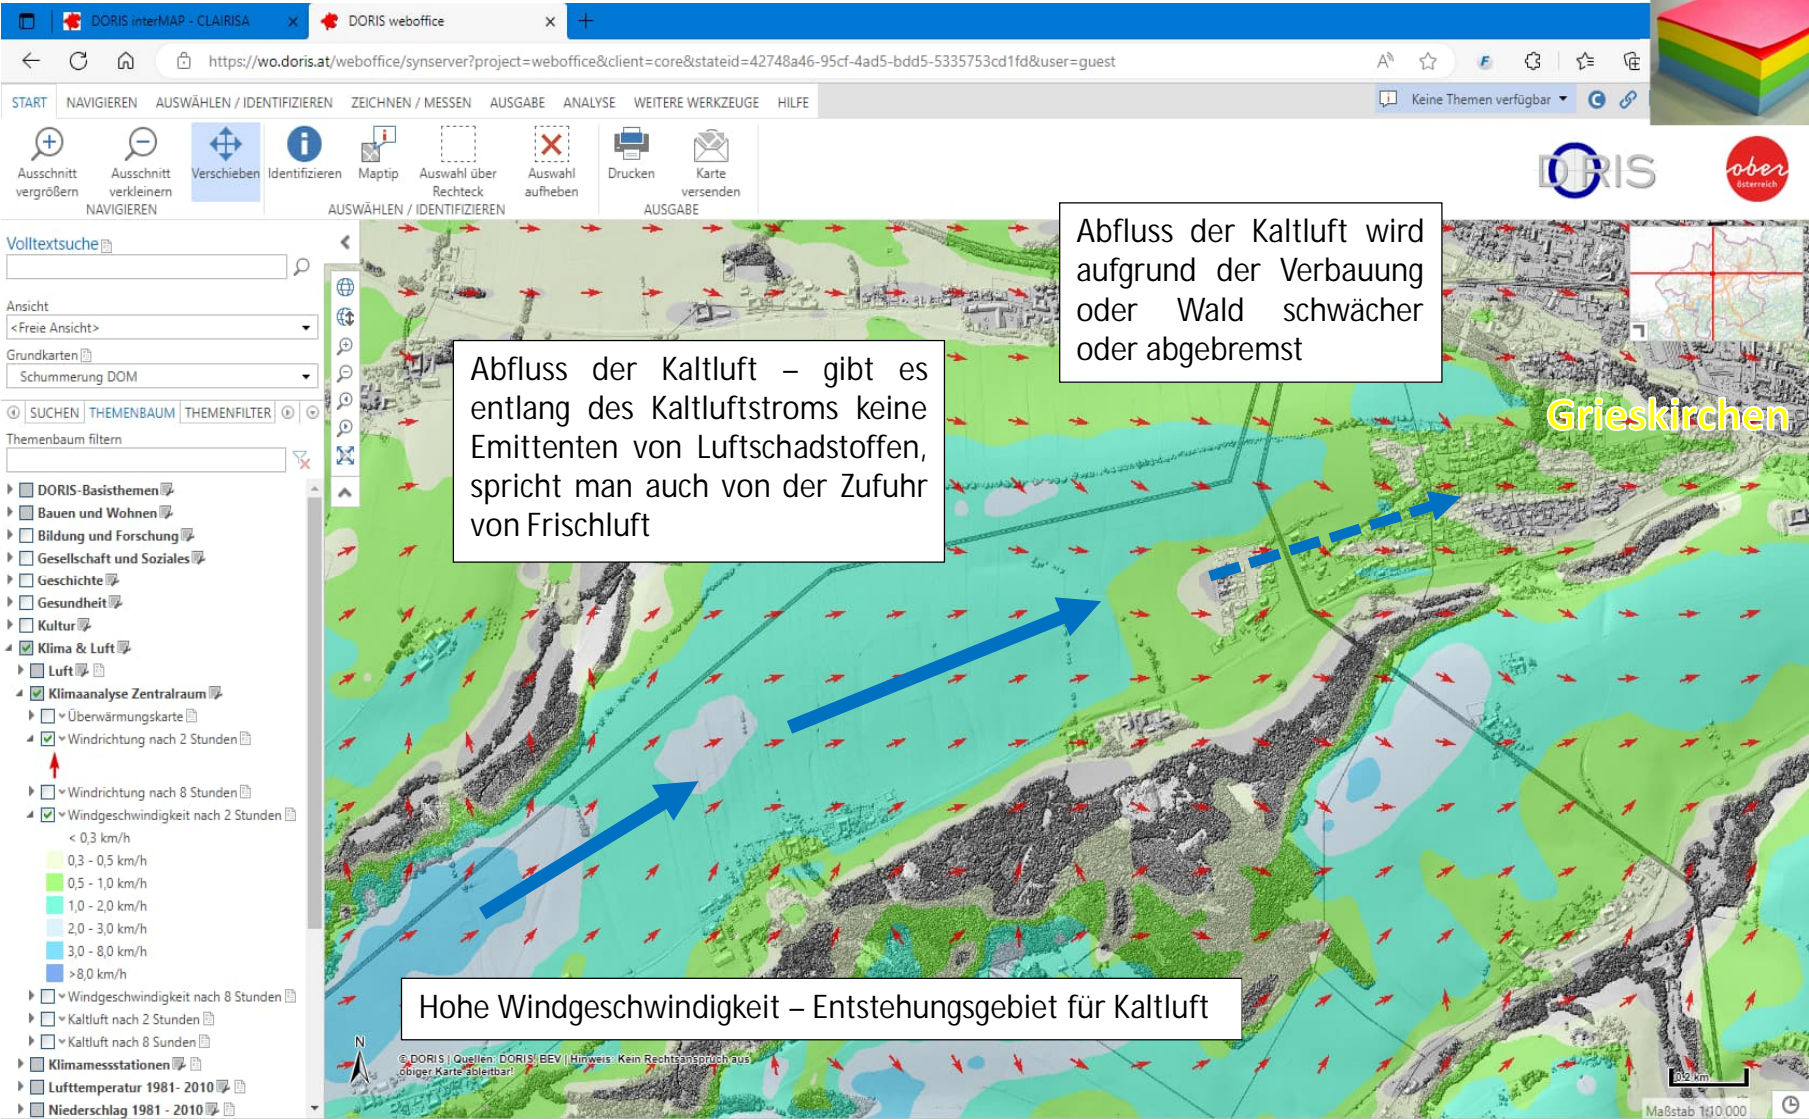 DORIS interMAP - CLAIRISA
DORIS weboffice
https://wo.doris.at/weboffice/synserver?project=weboffice&client=core&stateid=42748a46-95cf-4ad5-bdd5-5335753cd1fd&user=guest
START NAVIGIEREN AUSWÄHLEN / IDENTIFIZIEREN ZEICHNEN / MESSEN AUSGABE ANALYSE WEITERE WERKZEUGE HILFE
Keine Themen verfügbar
Ausschnitt vergrößern
Ausschnitt verkleinern
Verschieben
Identifizieren
Maptip
Auswahl über Rechteck
Auswahl aufheben
Drucken
Karte versenden
NAVIGIEREN
AUSWÄHLEN / IDENTIFIZIEREN
AUSGABE
DORIS
ober
österreich
Volltextsuche
Ansicht
<Freie Ansicht>
Grundkarten
Schummerung DOM
SUCHEN THEMENBAUM THEMENFILTER
Themenbaum filtern
DORIS-Basisthemen
Bauen und Wohnen
Bildung und Forschung
Gesellschaft und Soziales
Geschichte
Gesundheit
Kultur
Klima & Luft
Luft
Klimaanalyse Zentralraum
Überwärmungskarte
Windrichtung nach 2 Stunden
Windrichtung nach 8 Stunden
Windgeschwindigkeit nach 2 Stunden
< 0,3 km/h
0,3 - 0,5 km/h
0,5 - 1,0 km/h
1,0 - 2,0 km/h
2,0 - 3,0 km/h
3,0 - 8,0 km/h
>8,0 km/h
Windgeschwindigkeit nach 8 Stunden
Kaltluft nach 2 Stunden
Kaltluft nach 8 Sunden
Klimamessstationen
Lufttemperatur 1981- 2010
Niederschlag 1981 - 2010
Abfluss der Kaltluft wird
aufgrund der Verbauung
oder Wald schwächer
oder abgebremst
Abfluss der Kaltluft – gibt es
entlang des Kaltluftstroms keine
Emittenten von Luftschadstoffen,
spricht man auch von der Zufuhr
von Frischluft
Grieskirchen
Hohe Windgeschwindigkeit – Entstehungsgebiet für Kaltluft
N
© DORIS | Quellen: DORIS, BEV | Hinweis: Kein Rechtsanspruch aus
obiger Karte ableitbar!
0,2 km
Maßstab 1:10.000